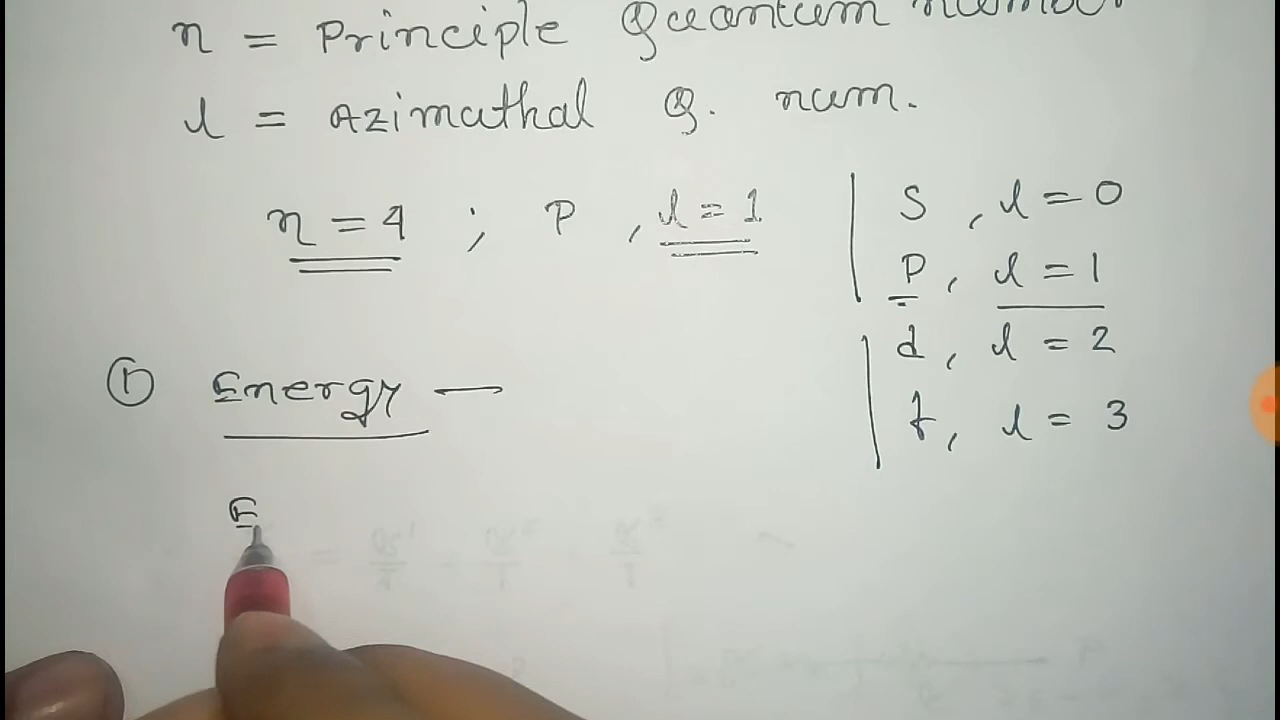 n = Principle Quantum number
l = Azimuthal Q. num.
n = 4 ; P , l = 1
S , l = 0
P , l = 1
d , l = 2
f , l = 3
① Energy —
E